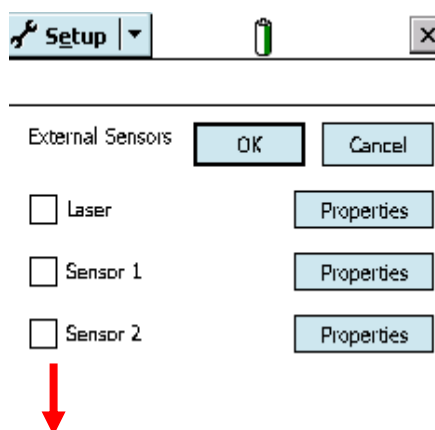 Setup
External Sensors OK Cancel
Laser Properties
Sensor 1 Properties
Sensor 2 Properties